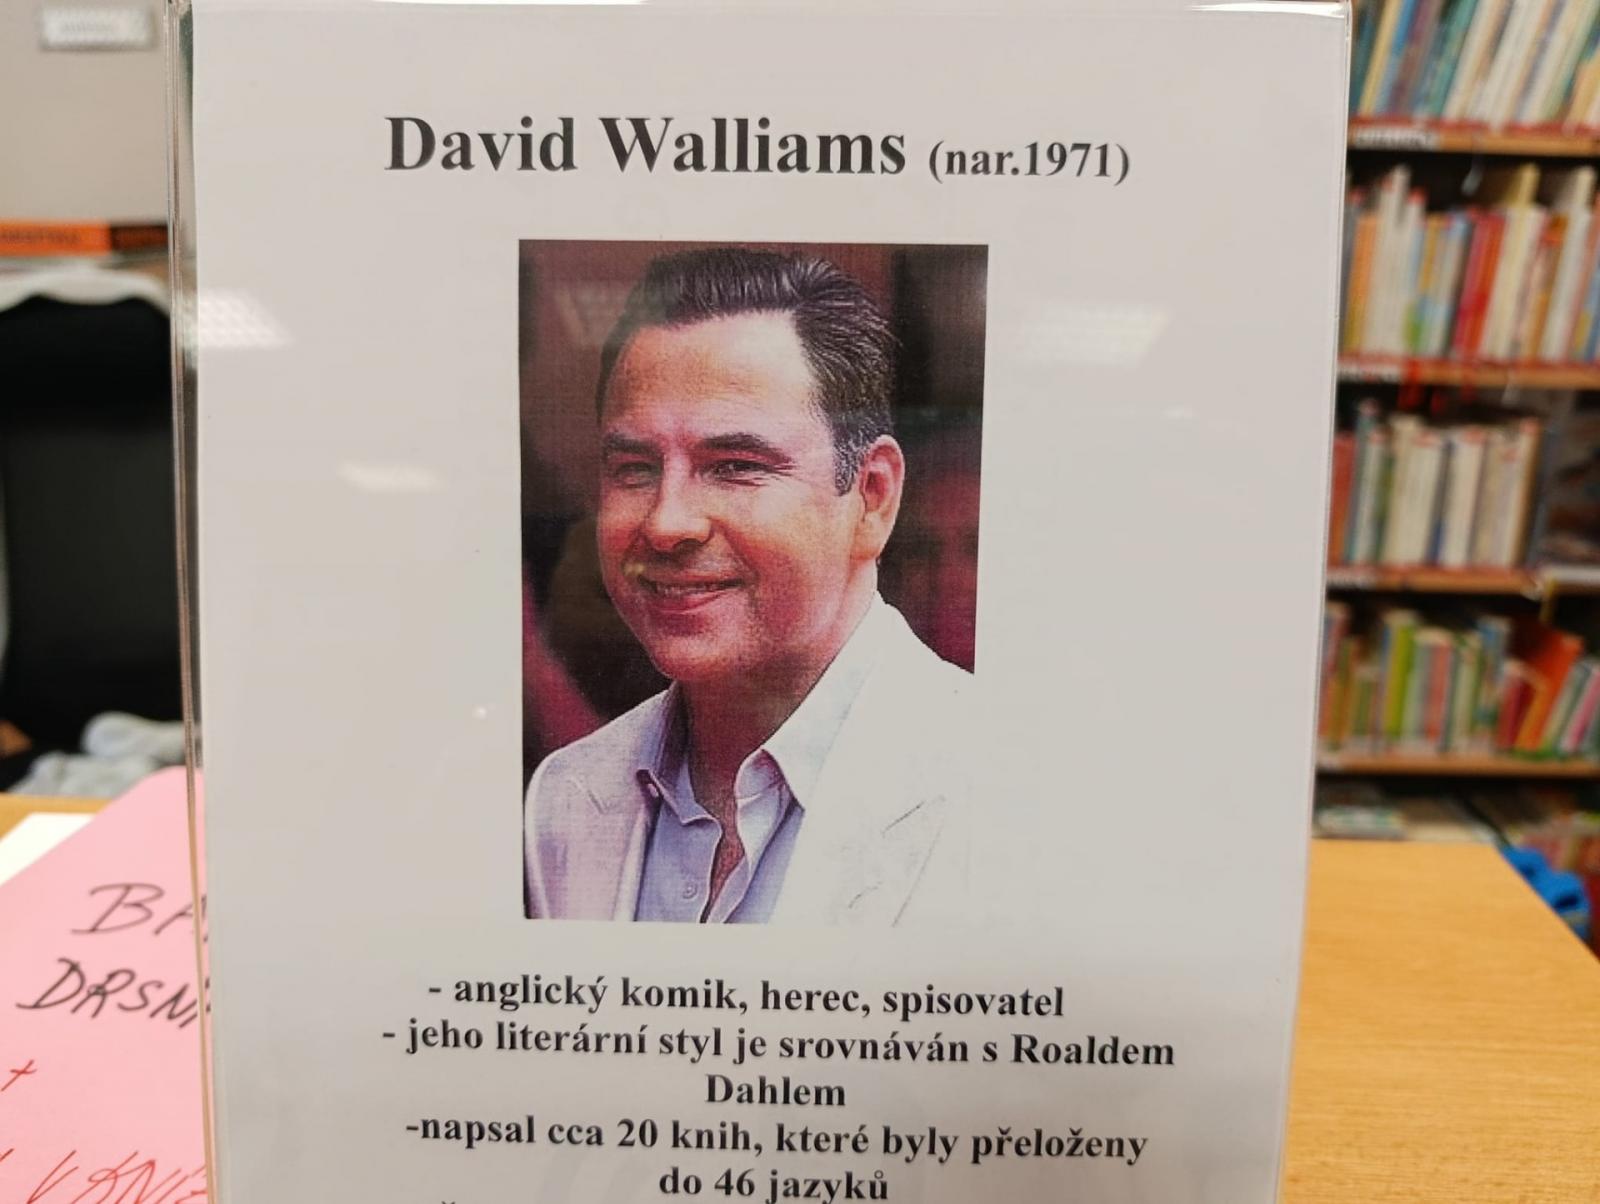 David Walliams (nar.1971)
- anglický komik, herec, spisovatel
- jeho literární styl je srovnáván s Roaldem
Dahlem
-napsal cca 20 knih, které byly přeloženy
do 46 jazyků